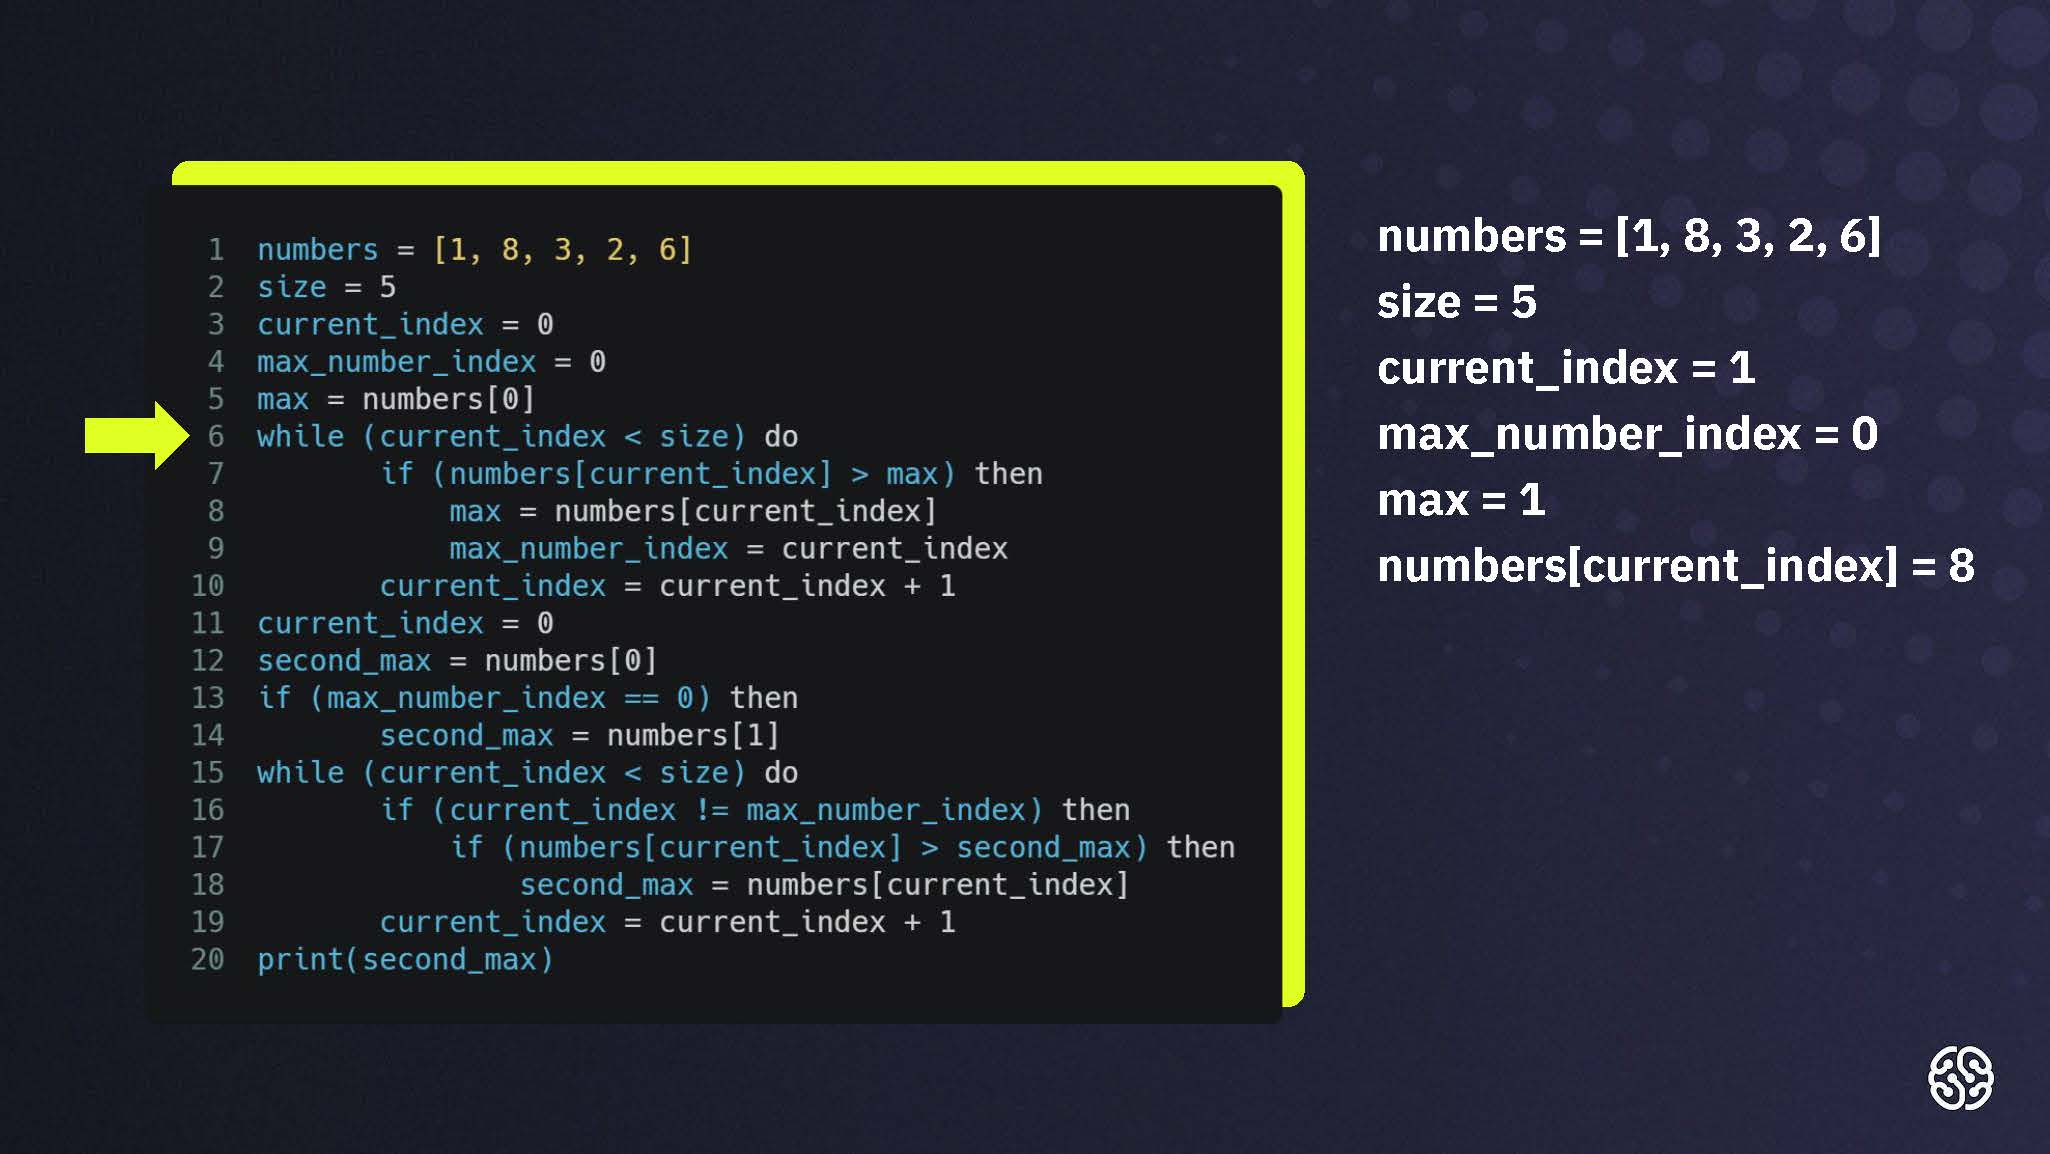 1 numbers = [1, 8, 3, 2, 6]
2 size = 5
3 current_index = 0
4 max_number_index = 0
5 max = numbers[0]
6 while (current_index < size) do
7 if (numbers[current_index] > max) then
8 max = numbers[current_index]
9 max_number_index = current_index
10 current_index = current_index + 1
11 current_index = 0
12 second_max = numbers[0]
13 if (max_number_index == 0) then
14 second_max = numbers[1]
15 while (current_index < size) do
16 if (current_index != max_number_index) then
17 if (numbers[current_index] > second_max) then
18 second_max = numbers[current_index]
19 current_index = current_index + 1
20 print(second_max)
numbers = [1, 8, 3, 2, 6]
size = 5
current_index = 1
max_number_index = 0
max = 1
numbers[current_index] = 8